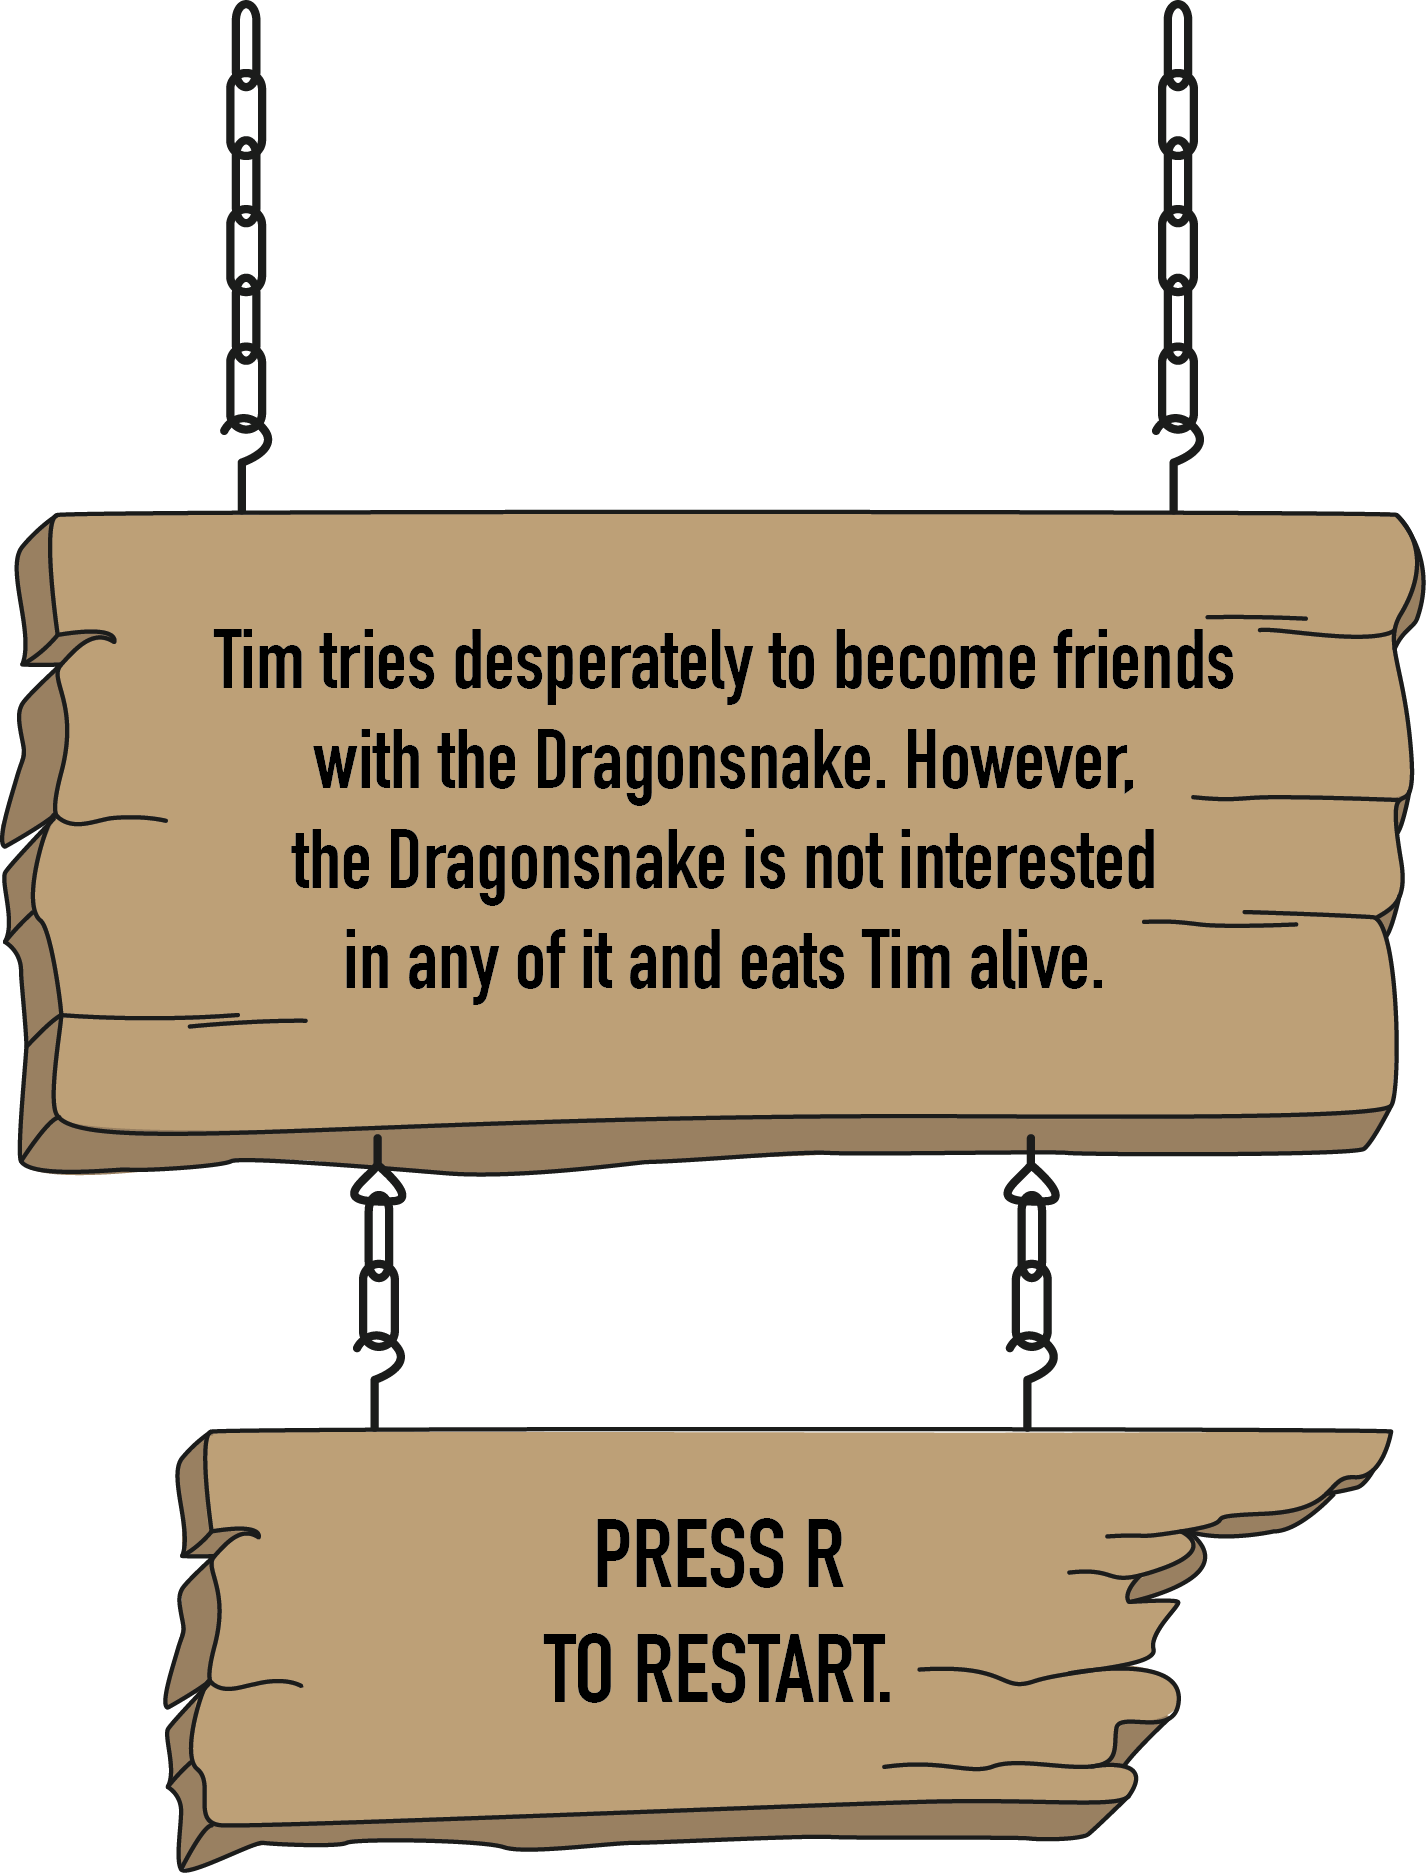 Tim tries desperately to become friends
with the Dragonsnake. However,
the Dragonsnake is not interested
in any of it and eats Tim alive.
PRESS R
TO RESTART.